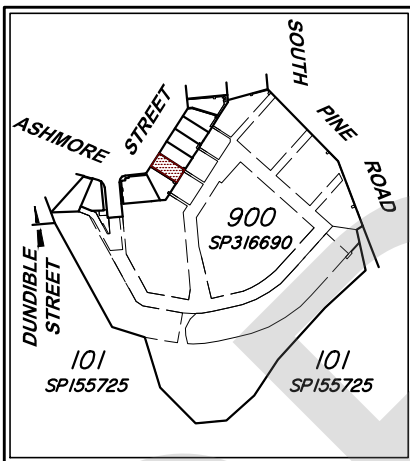 SOUTH
PINE
ROAD
ASHMORE
STREET
900
SP316690
DUNDIBLE
STREET
101
SP155725
101
SP155725